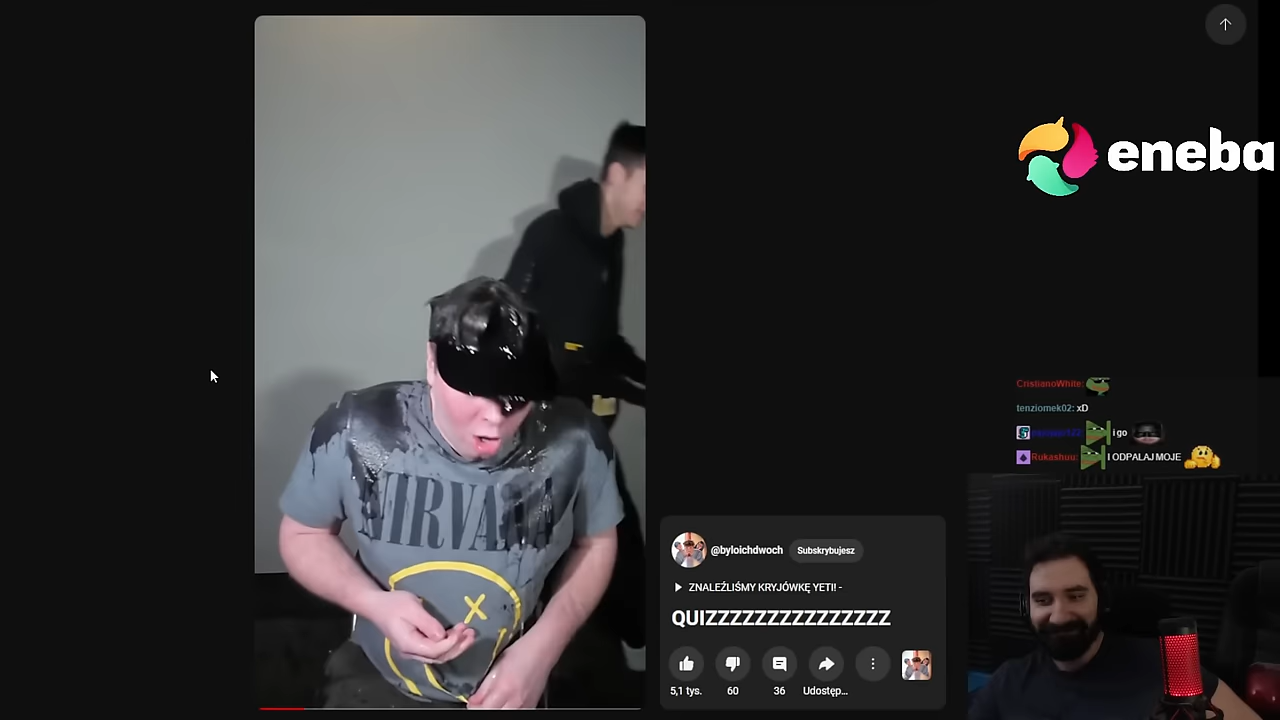 eneba
NIRVANA
CristianoWhite:
tenziomek02: xD
i go
Rukashuu: I ODPALAJ MOJE
@byloichdwoch
Subskrybujesz
ZNALEŹLIŚMY KRYJÓWKĘ YETI! -
QUIZZZZZZZZZZZZZZZ
5,1 tys.
60
36
Udostęp...